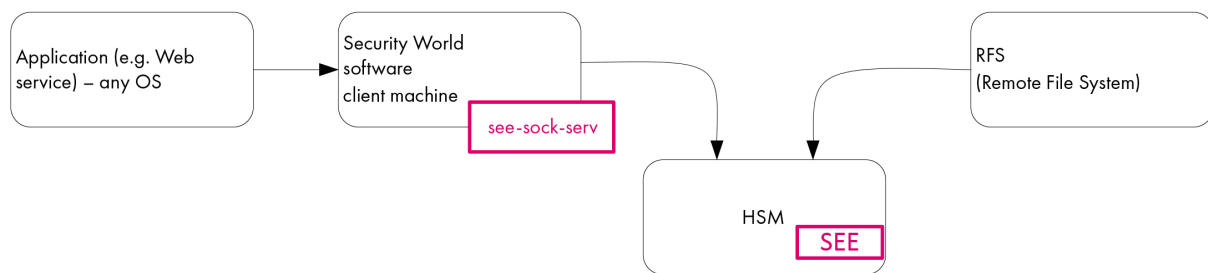 Application (e.g. Web
service) – any OS
Security World
software
client machine
see-sock-serv
RFS
(Remote File System)
HSM
SEE